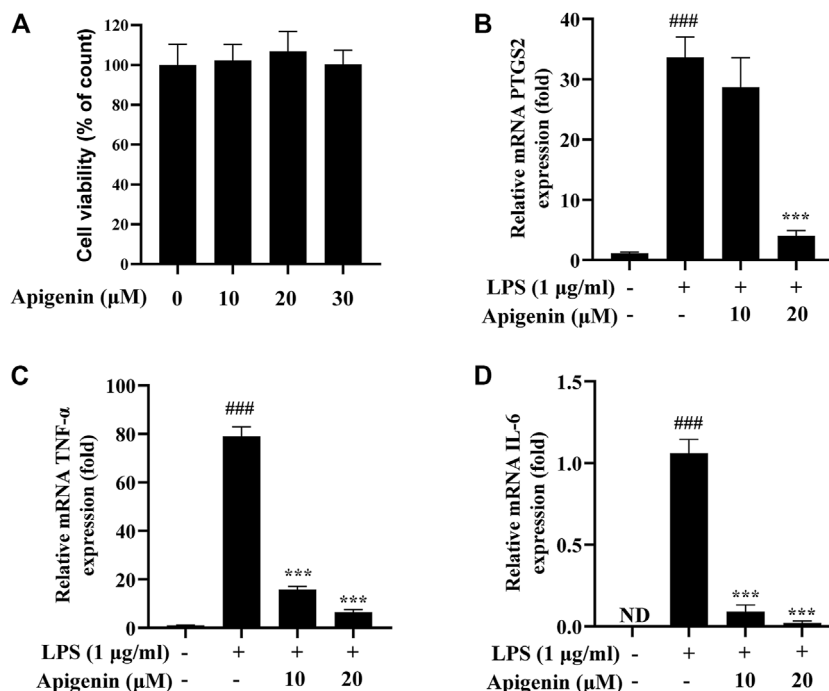 A
Cell viability (% of count)
120
100
80
60
40
20
0
Apigenin (μM) 0 10 20 30
B
Relative mRNA PTGS2
expression (fold)
40
30
20
10
0
###
***
LPS (1 μg/ml) - + + +
Apigenin (μM) - - 10 20
C
Relative mRNA TNF-α
expression (fold)
100
80
60
40
20
0
###
***
***
LPS (1 μg/ml) - + + +
Apigenin (μM) - - 10 20
D
Relative mRNA IL-6
expression (fold)
1.5
1.0
0.5
0.0
ND
###
***
***
LPS (1 μg/ml) - + + +
Apigenin (μM) - - 10 20